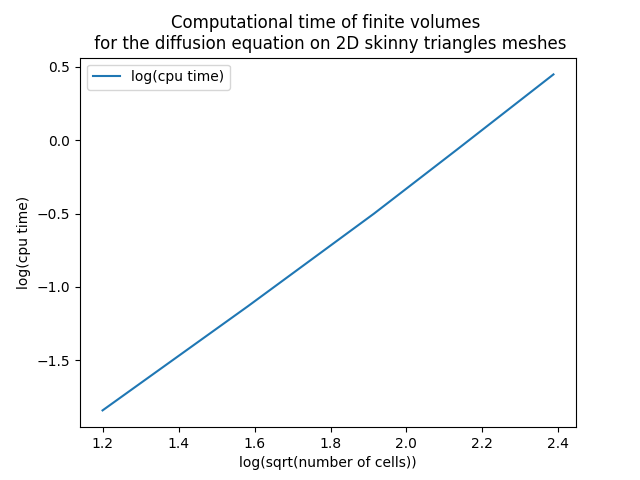 Computational time of finite volumes
for the diffusion equation on 2D skinny triangles meshes
log(cpu time)
0.5
0.0
−0.5
−1.0
−1.5
log(cpu time)
1.2 1.4 1.6 1.8 2.0 2.2 2.4
log(sqrt(number of cells))